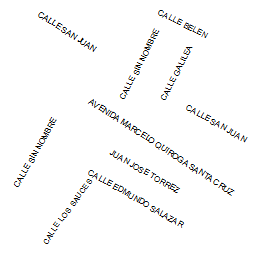 CALLE SAN JUAN
CALLE BELEN
CALLE SIN NOMBRE
CALLE GALILEA
CALLE SAN JUAN
AVENIDA MARCELO QUIROGA SANTA CRUZ
CALLE SIN NOMBRE
JUAN JOSE TORREZ
CALLE EDMUNDO SALAZAR
CALLE LOS SAUCES